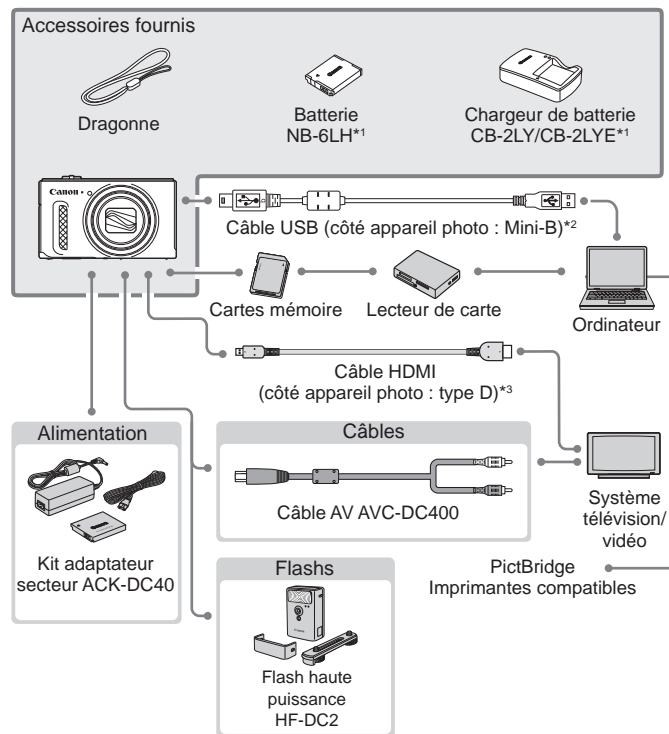 Accessoires fournis
Dragonne
Batterie
NB-6LH*1
Chargeur de batterie
CB-2LY/CB-2LYE*1
Canon
Câble USB (côté appareil photo : Mini-B)*2
Cartes mémoire
Lecteur de carte
Ordinateur
Câble HDMI
(côté appareil photo : type D)*3
Alimentation
Kit adaptateur
secteur ACK-DC40
Câbles
Câble AV AVC-DC400
Système
télévision/
vidéo
Flashs
Flash haute
puissance
HF-DC2
PictBridge
Imprimantes compatibles